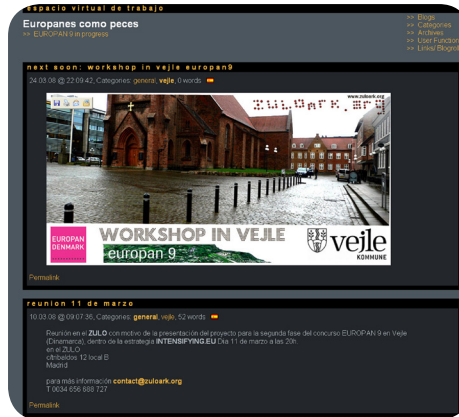 espacio virtual de trabajo
Europanes como peces
>> EUROPAN 9 in progress
>> Blogs
>> Categories
>> Archives
>> User Function
>> Links/ Blogroll
next soon: workshop in vejle europan9
24.03.08 @ 22:09:42, Categories: general, vejle, 0 words
www.zuloark.org
ZULOARK.ORG
EUROPAN
DENMARK
WORKSHOP IN VEJLE
europan 9
vejle
KOMMUNE
Permalink
reunion 11 de marzo
10.03.08 @ 09:07:36, Categories: general, vejle, 52 words
Reunión en el ZULO con motivo de la presentación del proyecto para la segunda fase del concurso EUROPAN 9 en Vejle
(Dinamarca), dentro de la estrategia INTENSIFYING.EU Dia 11 de marzo a las 20h
en el ZULO
c/tribaldos 12 local B
Madrid
para más información contact@zuloark.org
T 0034 656 688 727
Permalink